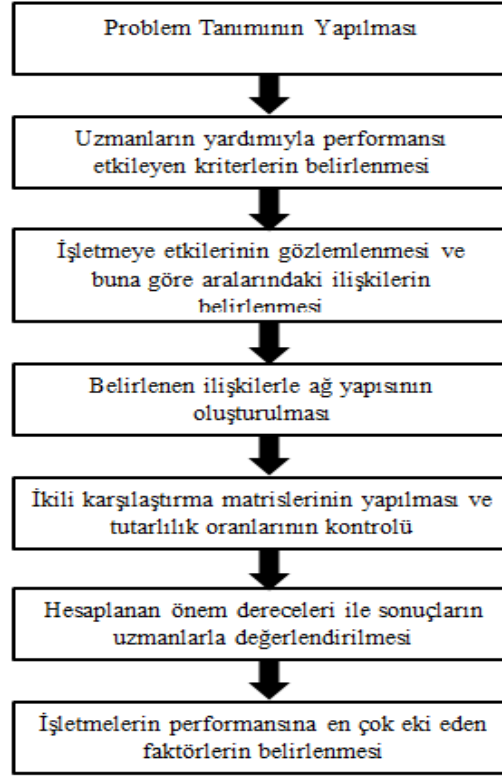 Problem Tanımının Yapılması
Uzmanların yardımıyla performansı
etkileyen kriterlerin belirlenmesi
İşletmeye etkilerinin gözlemlenmesi ve
buna göre aralarındaki ilişkilerin
belirlenmesi
Belirlenen ilişkilerle ağ yapısının
oluşturulması
İkili karşılaştırma matrislerinin yapılması ve
tutarlılık oranlarının kontrolü
Hesaplanan önem dereceleri ile sonuçların
uzmanlarla değerlendirilmesi
İşletmelerin performansına en çok eki eden
faktörlerin belirlenmesi